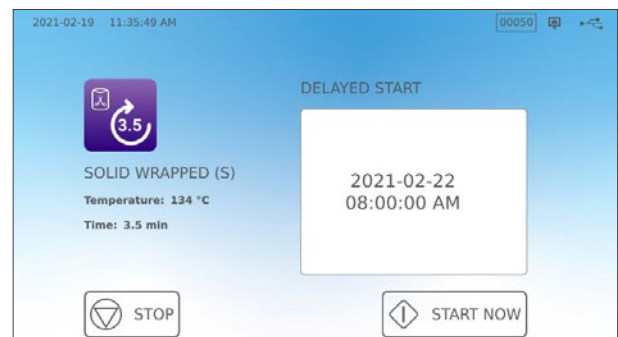 2021-02-19 11:35:49 AM
00050
3.5
SOLID WRAPPED (S)
Temperature: 134 °C
Time: 3.5 min
DELAYED START
2021-02-22
08:00:00 AM
STOP
START NOW